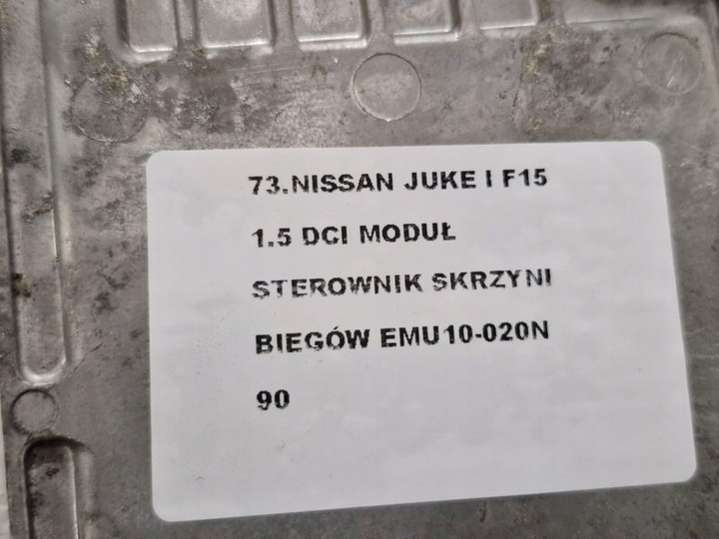 73.NISSAN JUKE I F15
1.5 DCI MODUŁ
STEROWNIK SKRZYNI
BIEGÓW EMU10-020N
90